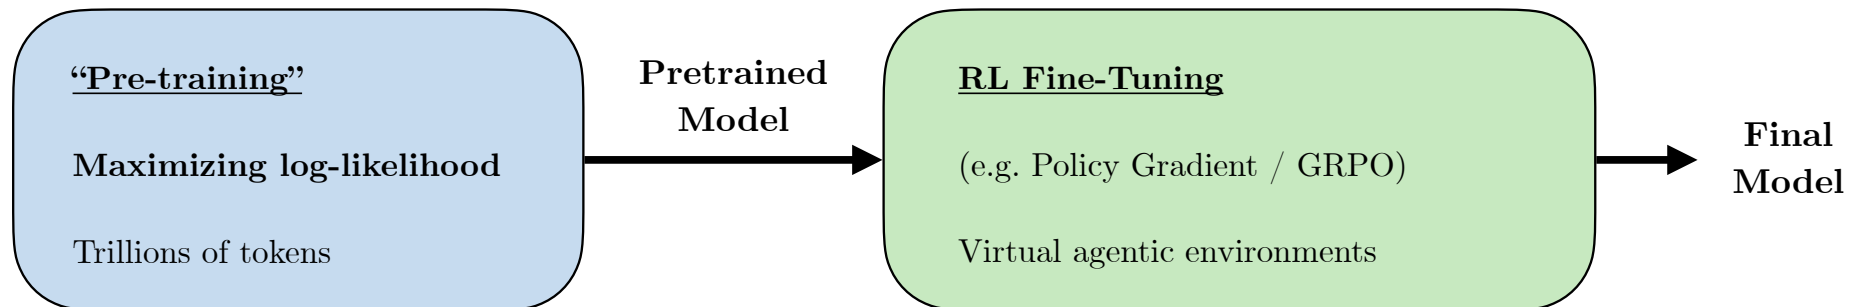 “Pre-training”
Maximizing log-likelihood
Trillions of tokens
Pretrained
Model
RL Fine-Tuning
(e.g. Policy Gradient / GRPO)
Virtual agentic environments
Final
Model